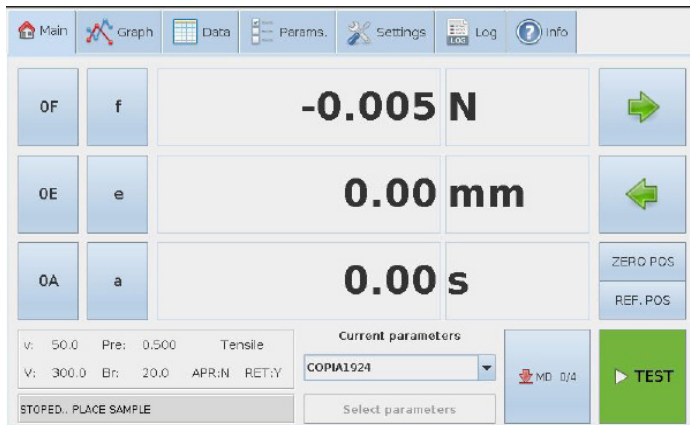 Main Graph Data Params. Settings LOG Log Info
0F f -0.005 N
0E e 0.00 mm
0A a 0.00 s
ZERO POS
REF. POS
v: 50.0 Pre: 0.500 Tensile
V: 300.0 Br: 20.0 APR:N RET:Y
STOPED.. PLACE SAMPLE
Current parameters
COPIA1924
Select parameters
MD 0/4
TEST